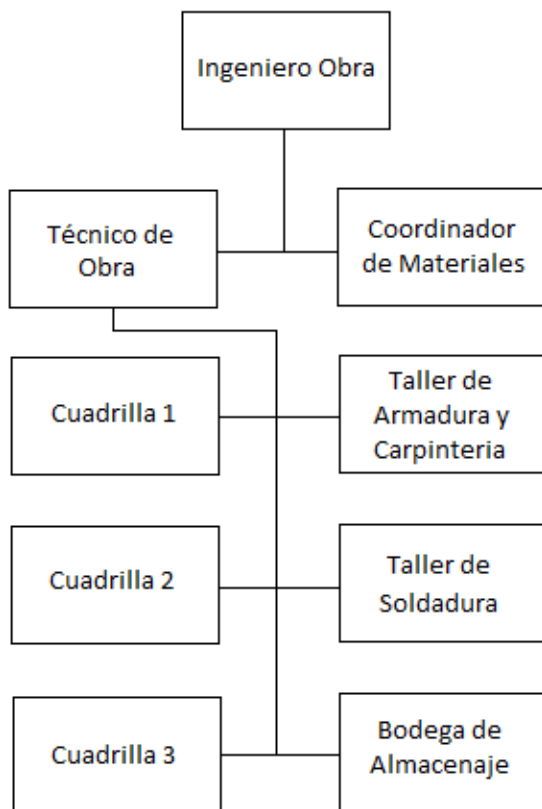 Ingeniero Obra
Técnico de
Obra
Coordinador
de Materiales
Cuadrilla 1
Taller de
Armadura y
Carpinteria
Cuadrilla 2
Taller de
Soldadura
Cuadrilla 3
Bodega de
Almacenaje